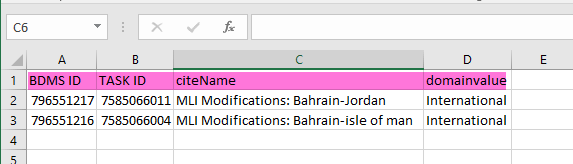 C6
fx
A B C D E
1 BDMS ID TASK ID citeName domainvalue
2 796551217 7585066011 MLI Modifications: Bahrain-Jordan International
3 796551216 7585066004 MLI Modifications: Bahrain-isle of man International
4
5